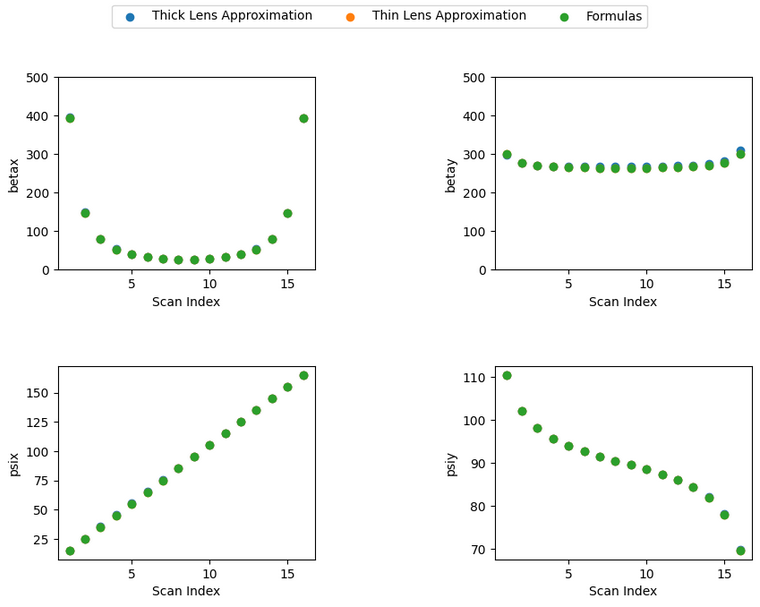 Thick Lens Approximation Thin Lens Approximation Formulas
500
400
300
200
100
0
betax
5 10 15
Scan Index
500
400
300
200
100
0
betay
5 10 15
Scan Index
150
125
100
75
50
25
psix
5 10 15
Scan Index
110
100
90
80
70
psiy
5 10 15
Scan Index